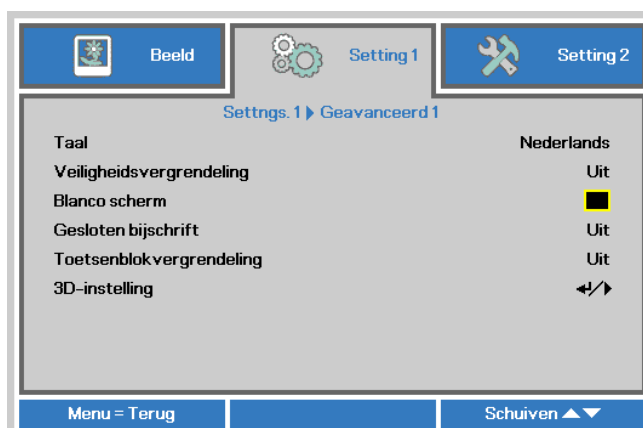 Beeld Setting 1 Setting 2
Settngs. 1 Geavanceerd 1
Taal Nederlands
Veiligheidsvergrendeling Uit
Blanco scherm
Gesloten bijschrift Uit
Toetsenblokvergrendeling Uit
3D-instelling
Menu = Terug Schuiven